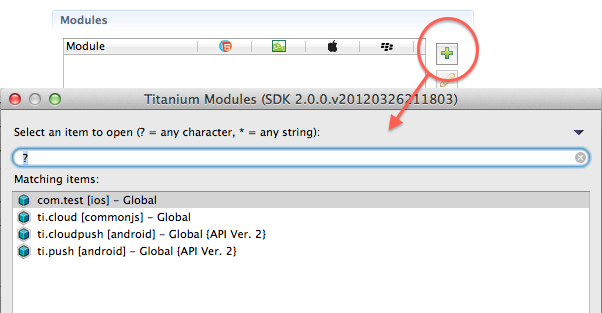 Modules
Module
Titanium Modules (SDK 2.0.0.v20120326211803)
Select an item to open (? = any character, * = any string):
?
Matching items:
com.test [ios] – Global
ti.cloud [commonjs] – Global
ti.cloudpush [android] – Global {API Ver. 2}
ti.push [android] – Global {API Ver. 2}